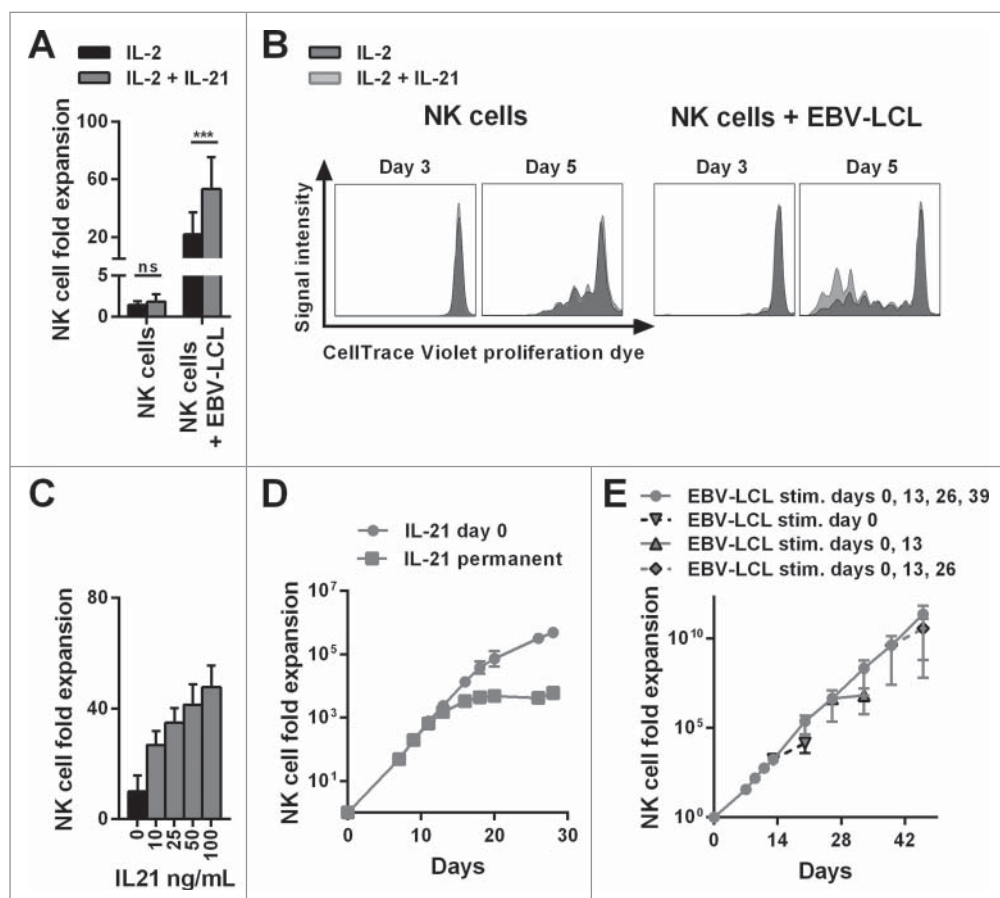 A
IL-2
IL-2 + IL-21
NK cell fold expansion
100
60
20
5
0
***
ns
NK cells
NK cells
+ EBV-LCL
B
IL-2
IL-2 + IL-21
NK cells
NK cells + EBV-LCL
Day 3
Day 5
Day 3
Day 5
Signal intensity
CellTrace Violet proliferation dye
C
NK cell fold expansion
80
40
0
0
10
25
50
100
IL21 ng/mL
D
IL-21 day 0
IL-21 permanent
NK cell fold expansion
10⁷
10⁵
10³
10¹
0
10
20
30
Days
E
EBV-LCL stim. days 0, 13, 26, 39
EBV-LCL stim. day 0
EBV-LCL stim. days 0, 13
EBV-LCL stim. days 0, 13, 26
NK cell fold expansion
10¹⁰
10⁵
10⁰
0
14
28
42
Days